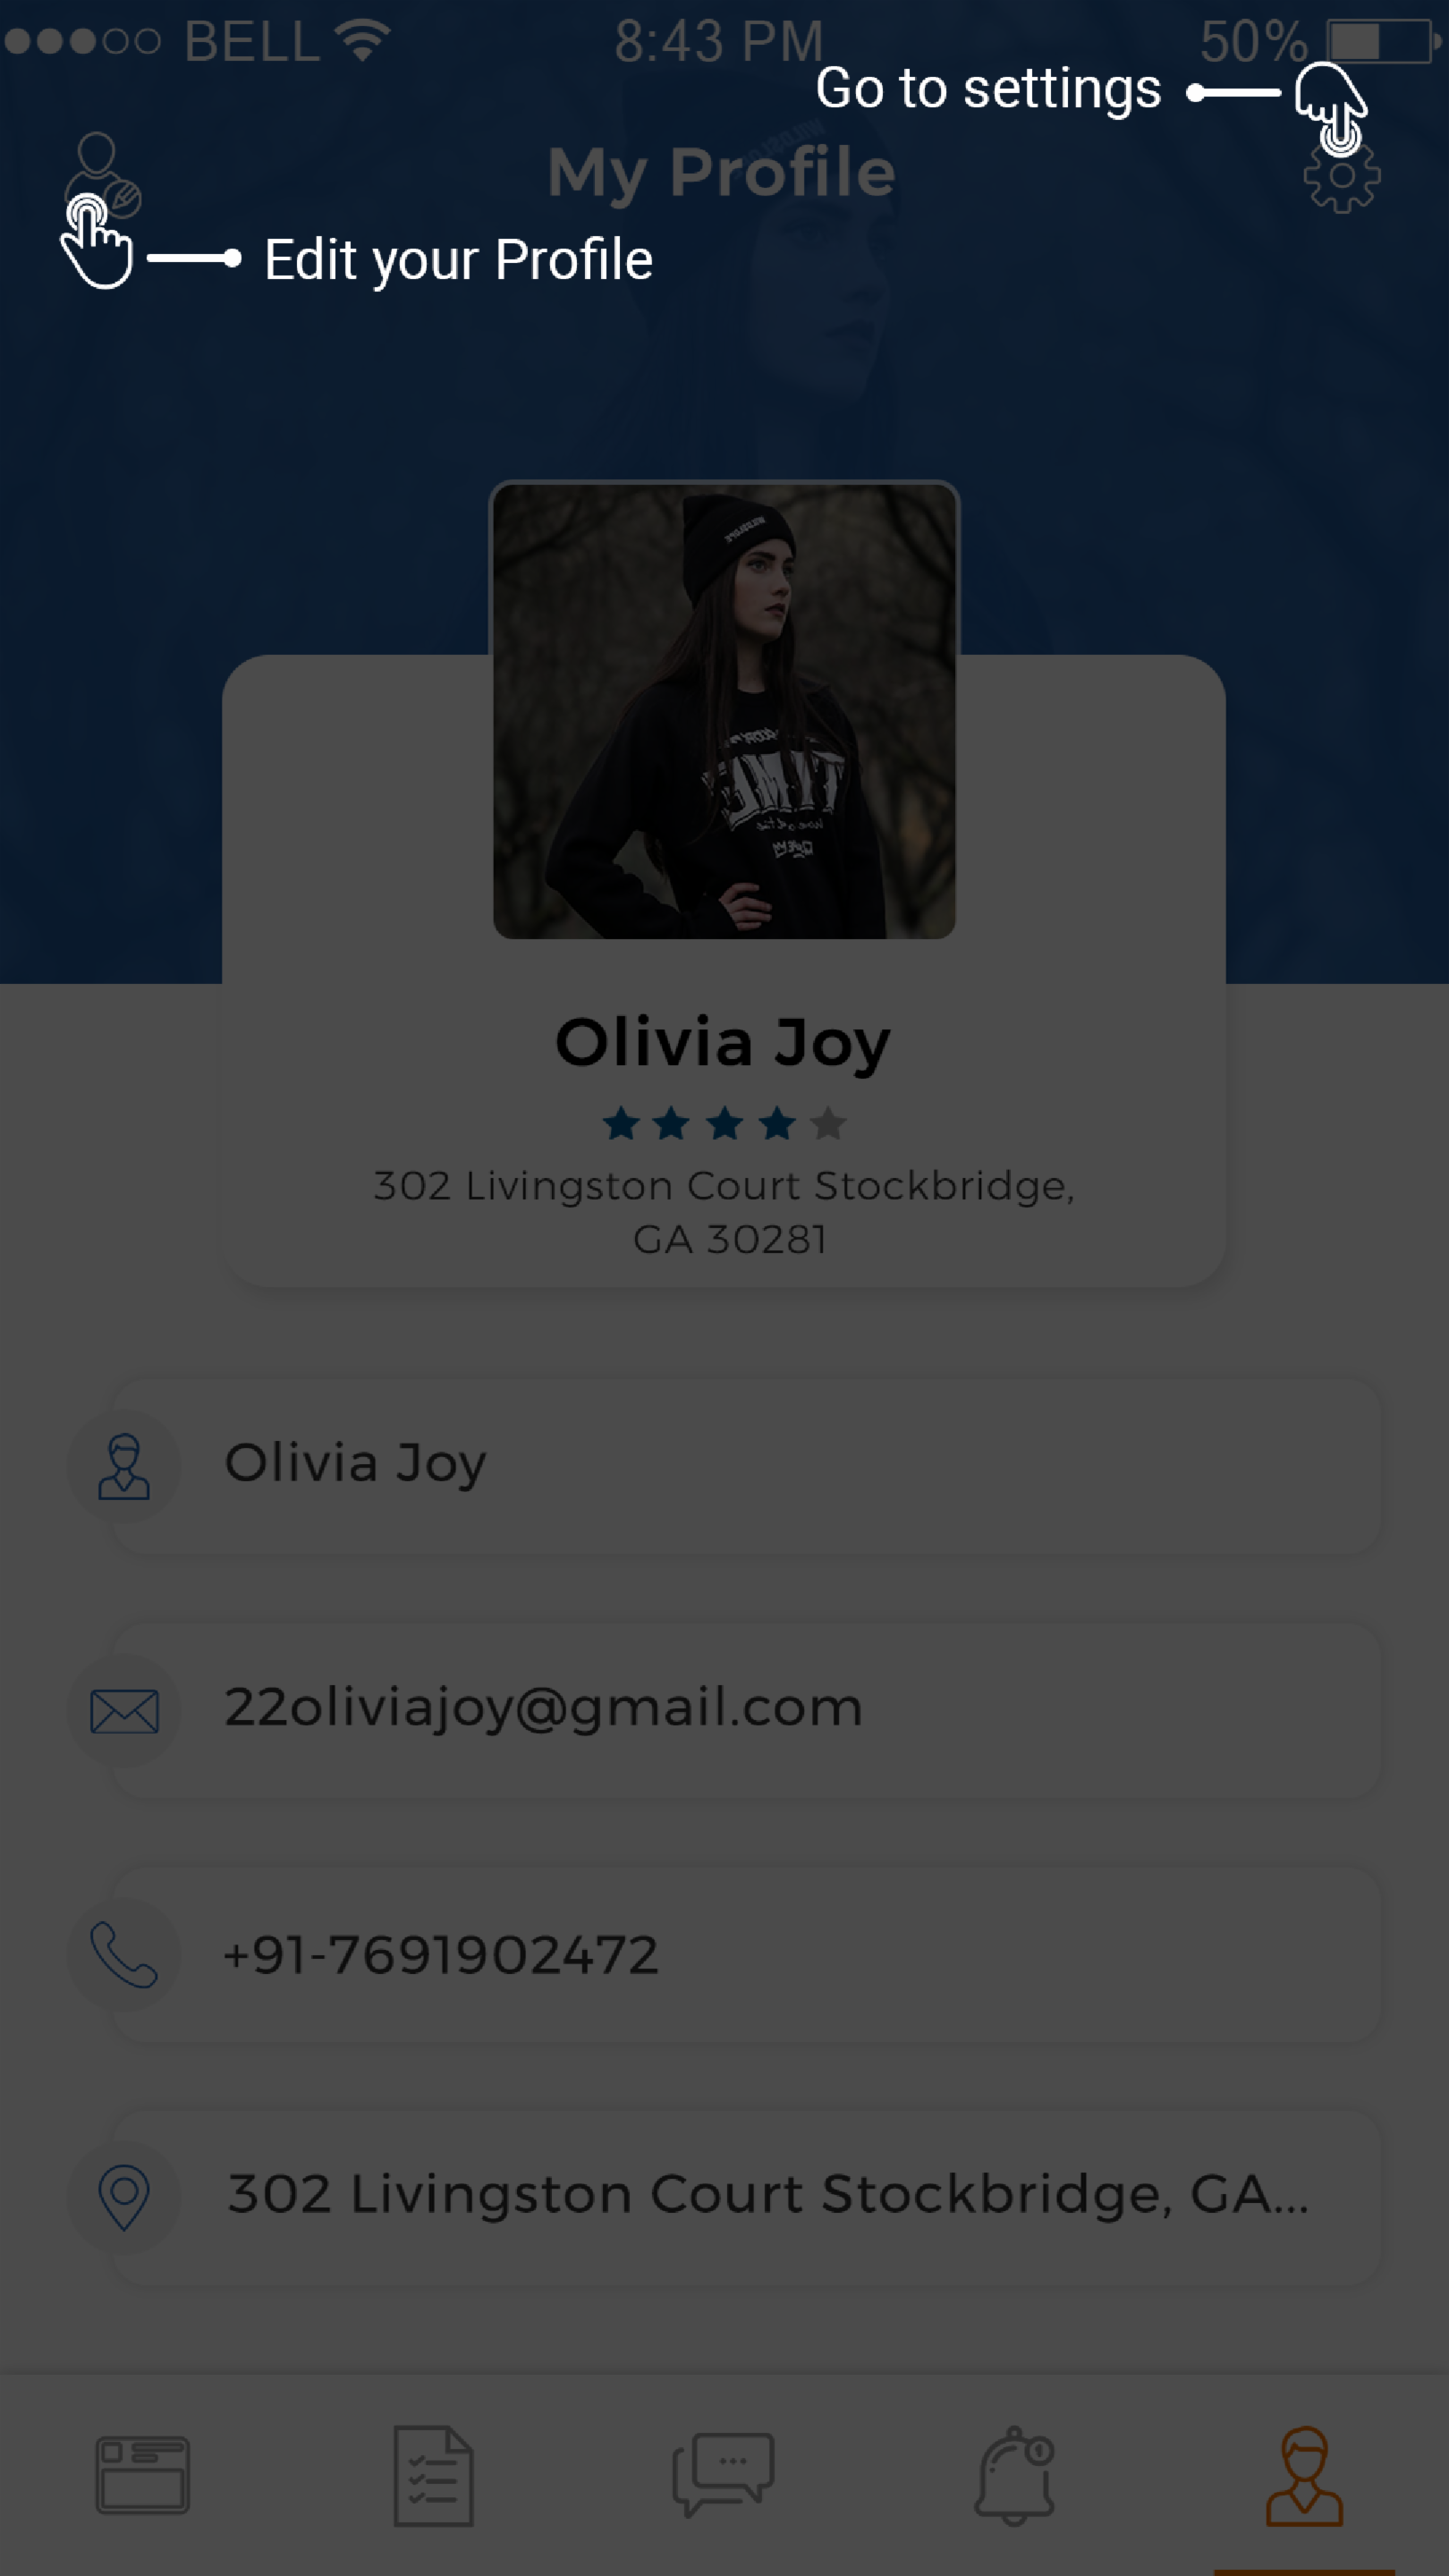 BELL 8:43 PM 50%
Go to settings
My Profile
Edit your Profile
Olivia Joy
302 Livingston Court Stockbridge,
GA 30281
Olivia Joy
22oliviajoy@gmail.com
+91-7691902472
302 Livingston Court Stockbridge, GA...
1